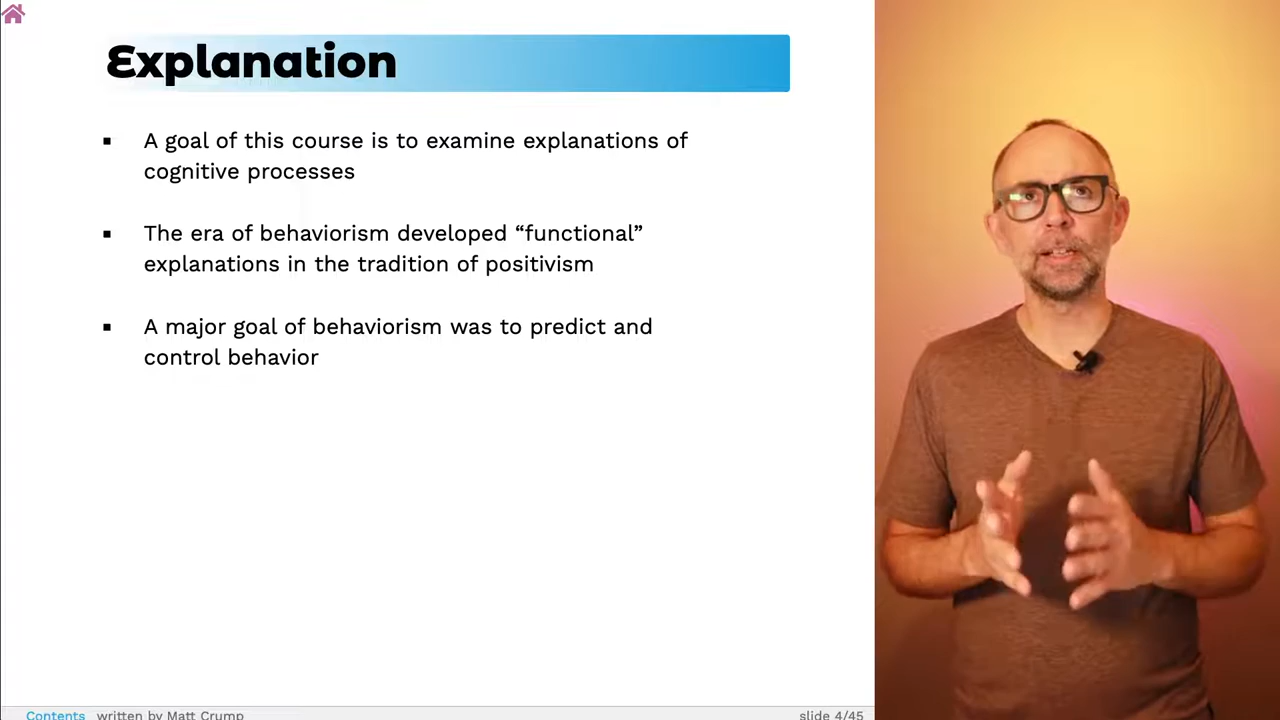 Explanation
▪ A goal of this course is to examine explanations of
cognitive processes
▪ The era of behaviorism developed “functional”
explanations in the tradition of positivism
▪ A major goal of behaviorism was to predict and
control behavior
Contents written by Matt Crump
slide 4/45